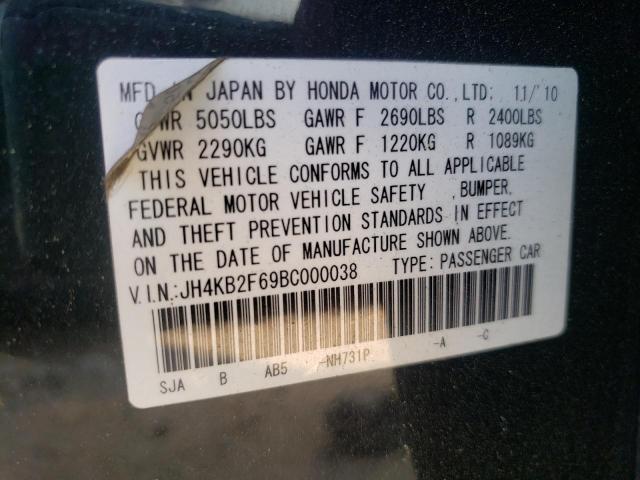 MFD. IN JAPAN BY HONDA MOTOR CO.,LTD: 11/10
GVWR 5050LBS GAWR F 2690LBS R 2400LBS
GVWR 2290KG GAWR F 1220KG R 1089KG
THIS VEHICLE CONFORMS TO ALL APPLICABLE
FEDERAL MOTOR VEHICLE SAFETY ,BUMPER,
AND THEFT PREVENTION STANDARDS IN EFFECT
ON THE DATE OF MANUFACTURE SHOWN ABOVE.
V.I.N:JH4KB2F69BC000038 TYPE: PASSENGER CAR
SJA B AB5 -NH731P -A -C